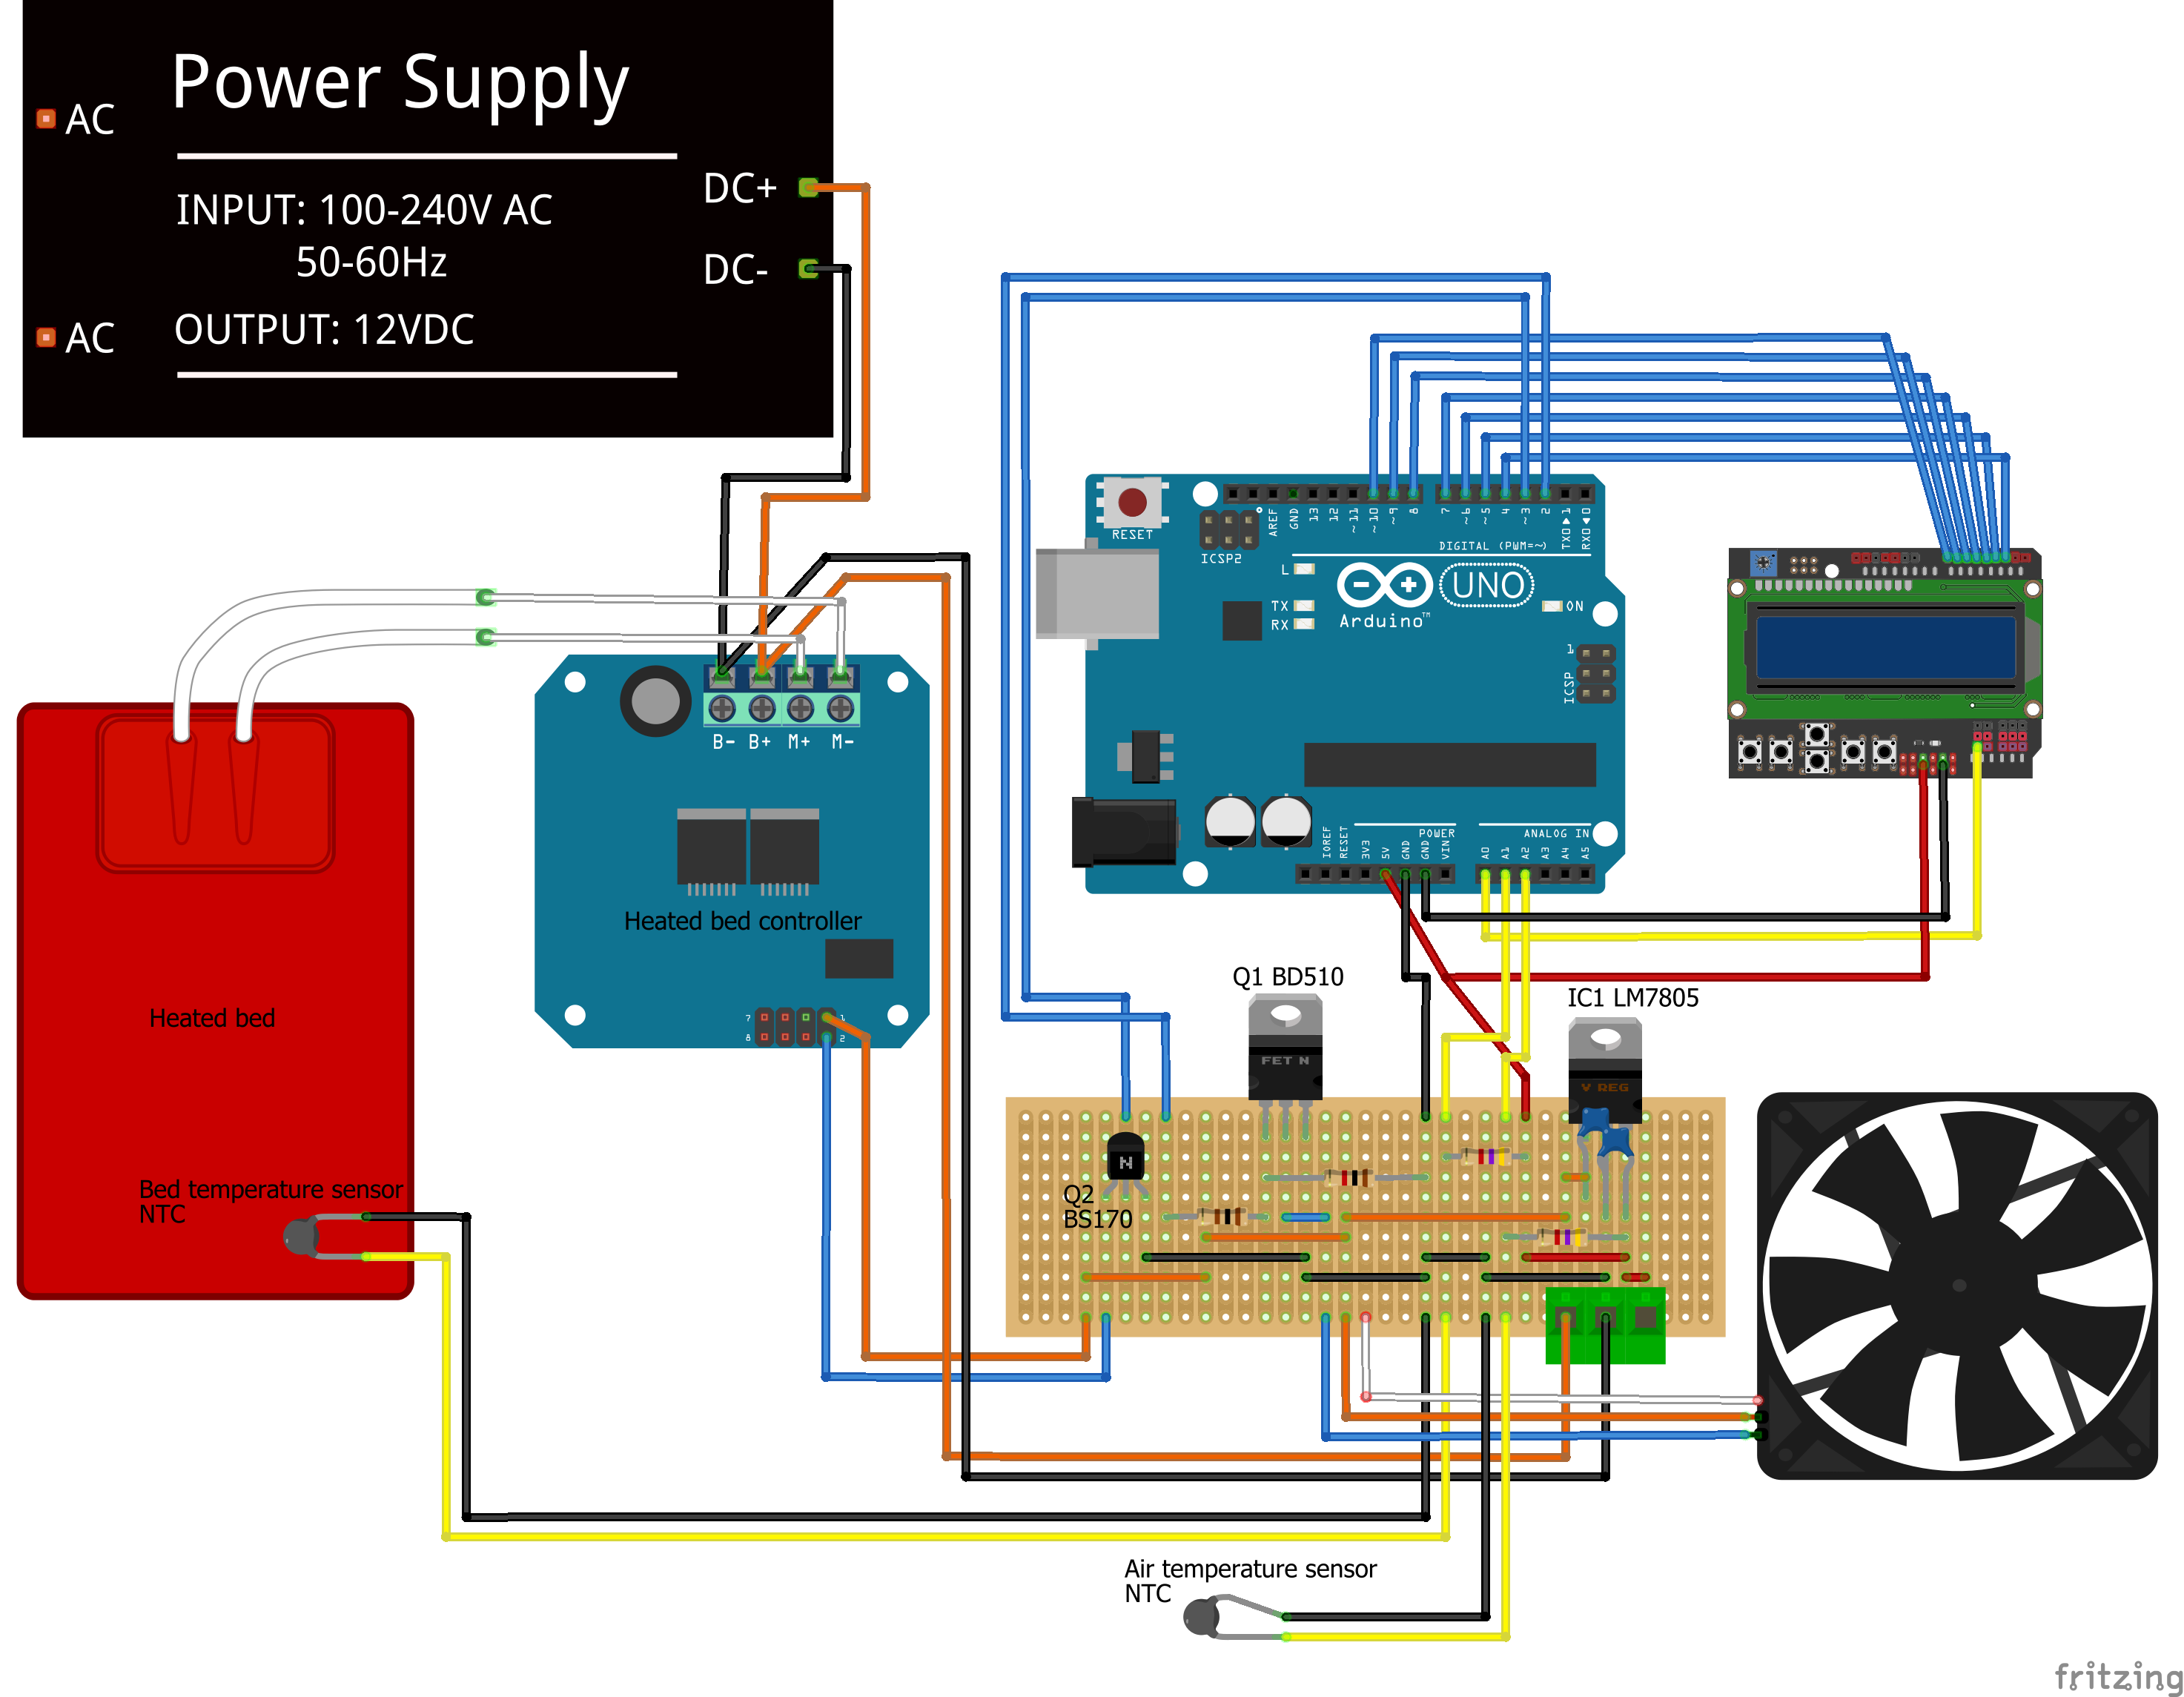 Power Supply
AC
INPUT: 100-240V AC
50-60Hz
AC
OUTPUT: 12VDC
DC+
DC-
RESET
ICSP2
AREF
GND
13
12
~11
~10
~9
8
7
~6
~5
4
~3
2
TX0▶1
RX0◀0
DIGITAL (PWM=~)
L
TX
RX
UNO
Arduino™
ON
1
ICSP
POWER
ANALOG IN
IOREF
RESET
3V3
5V
GND
GND
VIN
A0
A1
A2
A3
A4
A5
B-
B+
M+
M-
Heated bed controller
7
1
8
2
Heated bed
Bed temperature sensor
NTC
Q1 BD510
FET N
IC1 LM7805
V REG
N
Q2
BS170
Air temperature sensor
NTC
fritzing